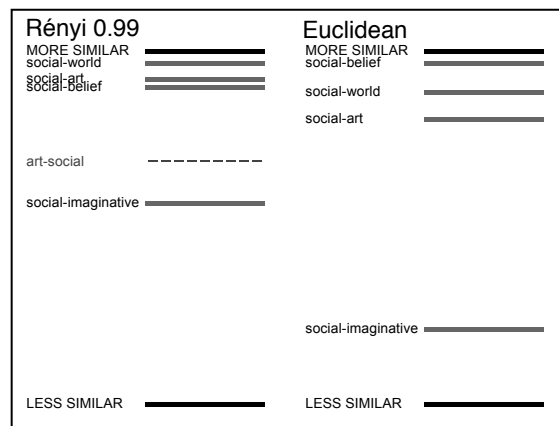 Rényi 0.99
MORE SIMILAR
social-world
social-art
social-belief
art-social
social-imaginative
LESS SIMILAR
Euclidean
MORE SIMILAR
social-belief
social-world
social-art
social-imaginative
LESS SIMILAR